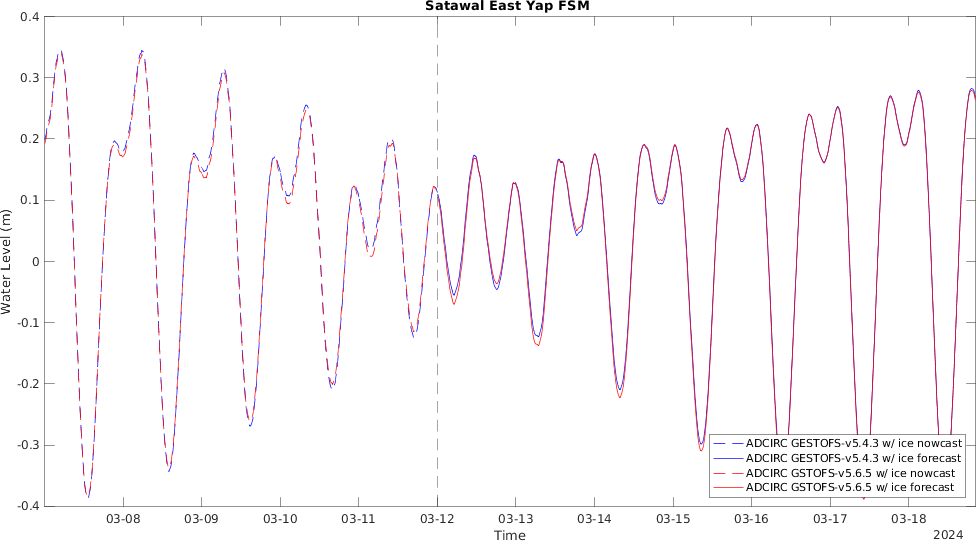 Satawal East Yap FSM
0.4
0.3
0.2
0.1
0
-0.1
-0.2
-0.3
-0.4
Water Level (m)
ADCIRC GESTOFS-v5.4.3 w/ ice nowcast
ADCIRC GESTOFS-v5.4.3 w/ ice forecast
ADCIRC GSTOFS-v5.6.5 w/ ice nowcast
ADCIRC GSTOFS-v5.6.5 w/ ice forecast
03-08 03-09 03-10 03-11 03-12 03-13 03-14 03-15 03-16 03-17 03-18
Time
2024